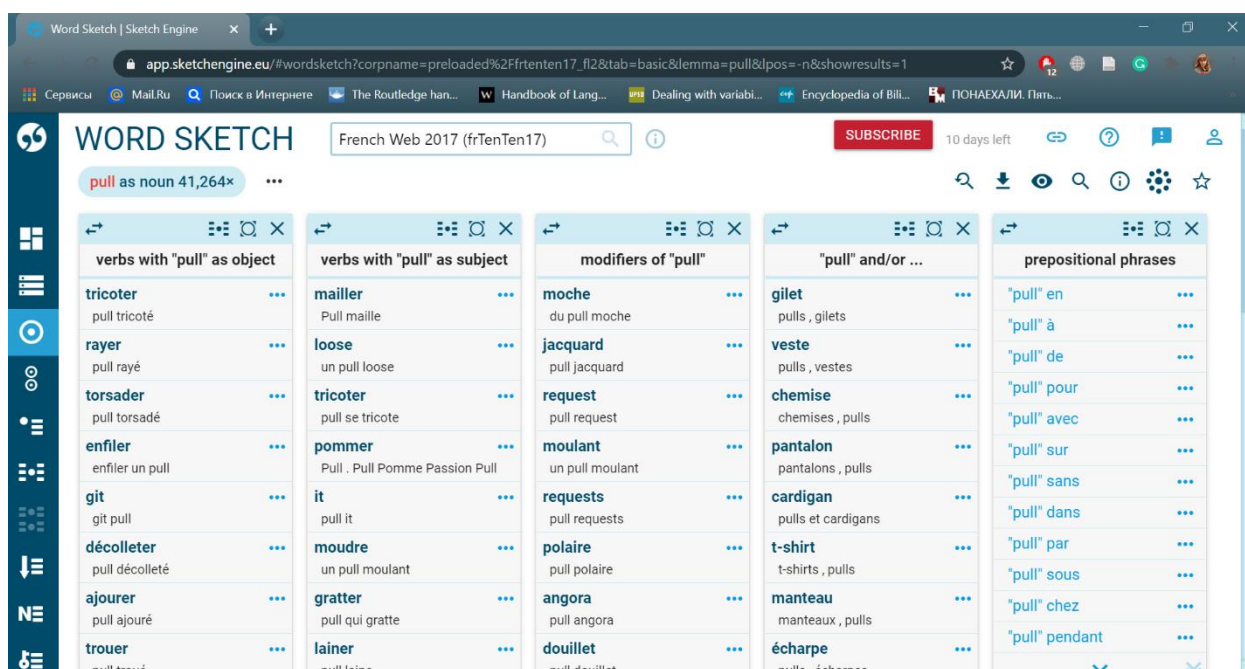 Word Sketch | Sketch Engine
app.sketchengine.eu/#wordsketch?corpname=preloaded%2Ffrtenten17_fl2&tab=basic&lemma=pull&lpos=-n&showresults=1
12
Сервисы @ Mail.Ru Q Поиск в Интернете The Routledge han... W Handbook of Lang... Dealing with variabi... Encyclopedia of Bili... ПОНАЕХАЛИ. Пять...
WORD SKETCH
French Web 2017 (frTenTen17)
SUBSCRIBE
10 days left
pull as noun 41,264×
verbs with "pull" as object
tricoter
pull tricoté
rayer
pull rayé
torsader
pull torsadé
enfiler
enfiler un pull
git
git pull
décolleter
pull décolleté
ajourer
pull ajouré
trouer
pull troué
verbs with "pull" as subject
mailler
Pull maille
loose
un pull loose
tricoter
pull se tricote
pommer
Pull . Pull Pomme Passion Pull
it
pull it
moudre
un pull moulant
gratter
pull qui gratte
lainer
pull laine
modifiers of "pull"
moche
du pull moche
jacquard
pull jacquard
request
pull request
moulant
un pull moulant
requests
pull requests
polaire
pull polaire
angora
pull angora
douillet
pull douillet
"pull" and/or ...
gilet
pulls , gilets
veste
pulls , vestes
chemise
chemises , pulls
pantalon
pantalons , pulls
cardigan
pulls et cardigans
t-shirt
t-shirts , pulls
manteau
manteaux , pulls
écharpe
pulls , écharpes
prepositional phrases
"pull" en
"pull" à
"pull" de
"pull" pour
"pull" avec
"pull" sur
"pull" sans
"pull" dans
"pull" par
"pull" sous
"pull" chez
"pull" pendant